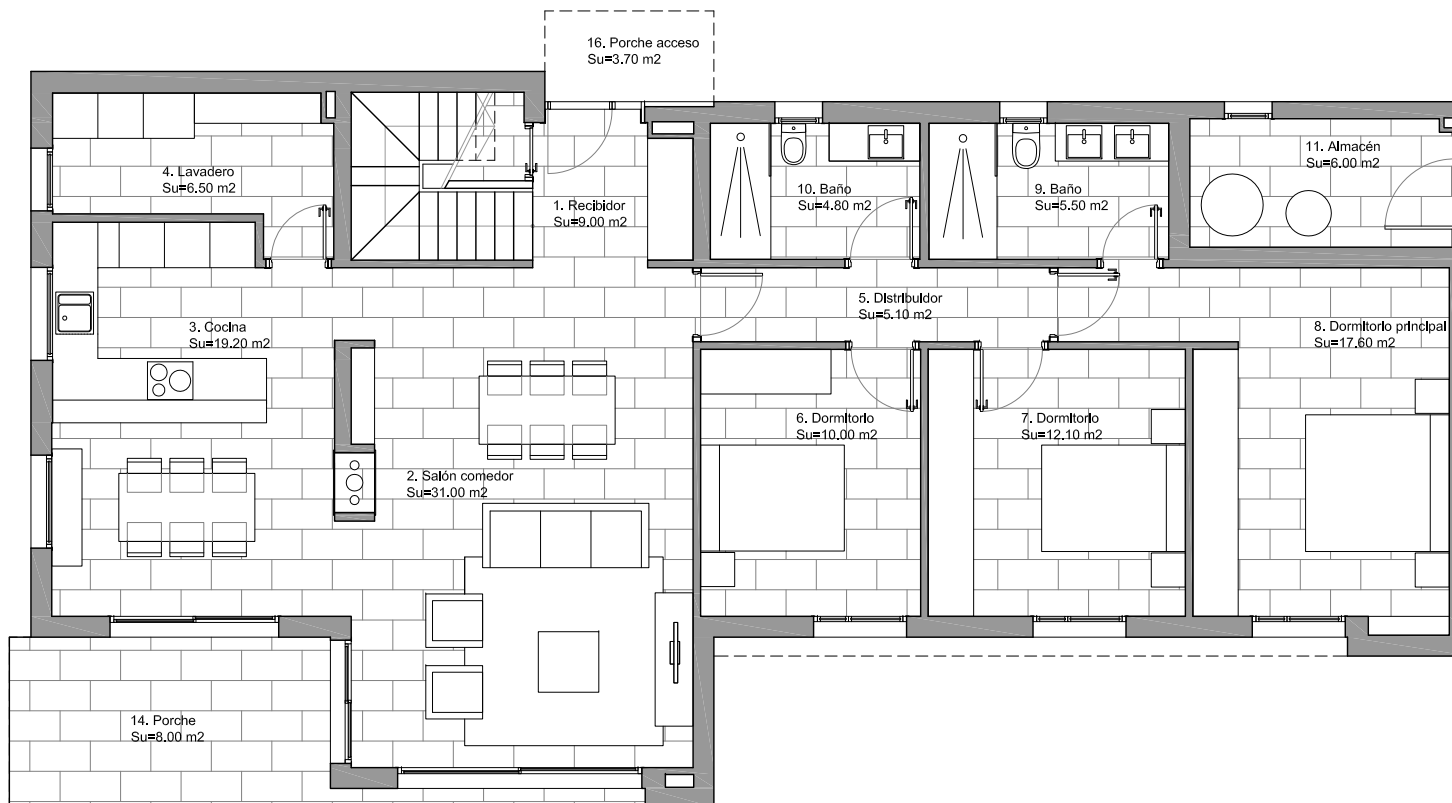 16. Porche acceso
Su=3.70 m2
4. Lavadero
Su=6.50 m2
1. Recibidor
Su=9.00 m2
10. Baño
Su=4.80 m2
9. Baño
Su=5.50 m2
11. Almacén
Su=6.00 m2
3. Cocina
Su=19.20 m2
5. Distribuidor
Su=5.10 m2
8. Dormitorio principal
Su=17.60 m2
6. Dormitorio
Su=10.00 m2
7. Dormitorio
Su=12.10 m2
2. Salón comedor
Su=31.00 m2
14. Porche
Su=8.00 m2